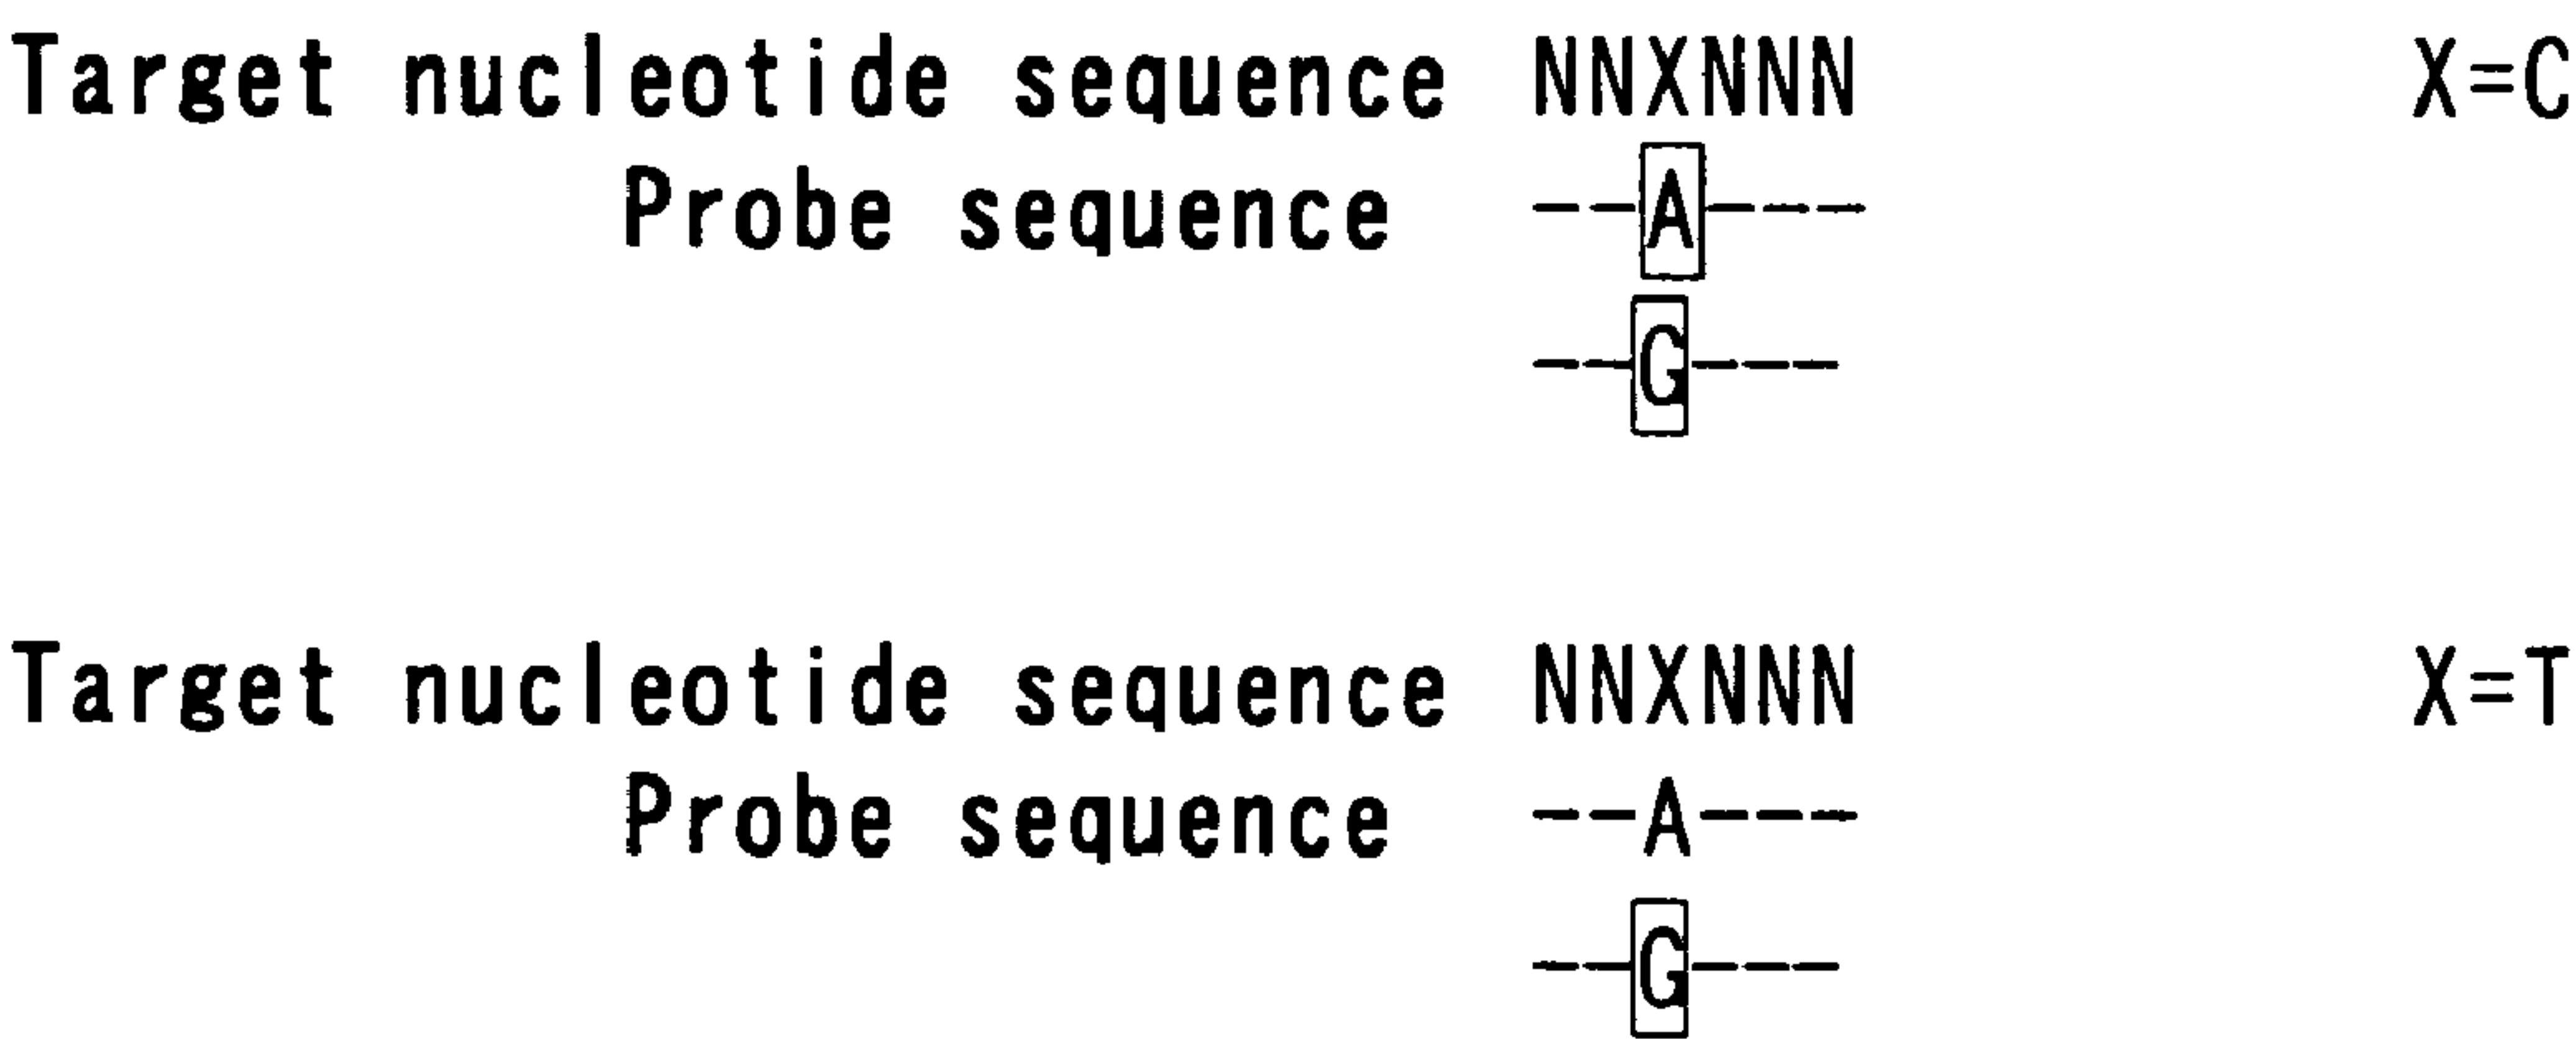 Target nucleotide sequence NNXNNN X=C
Probe sequence --A---
--G---
Target nucleotide sequence NNXNNN X=T
Probe sequence --A---
--G---